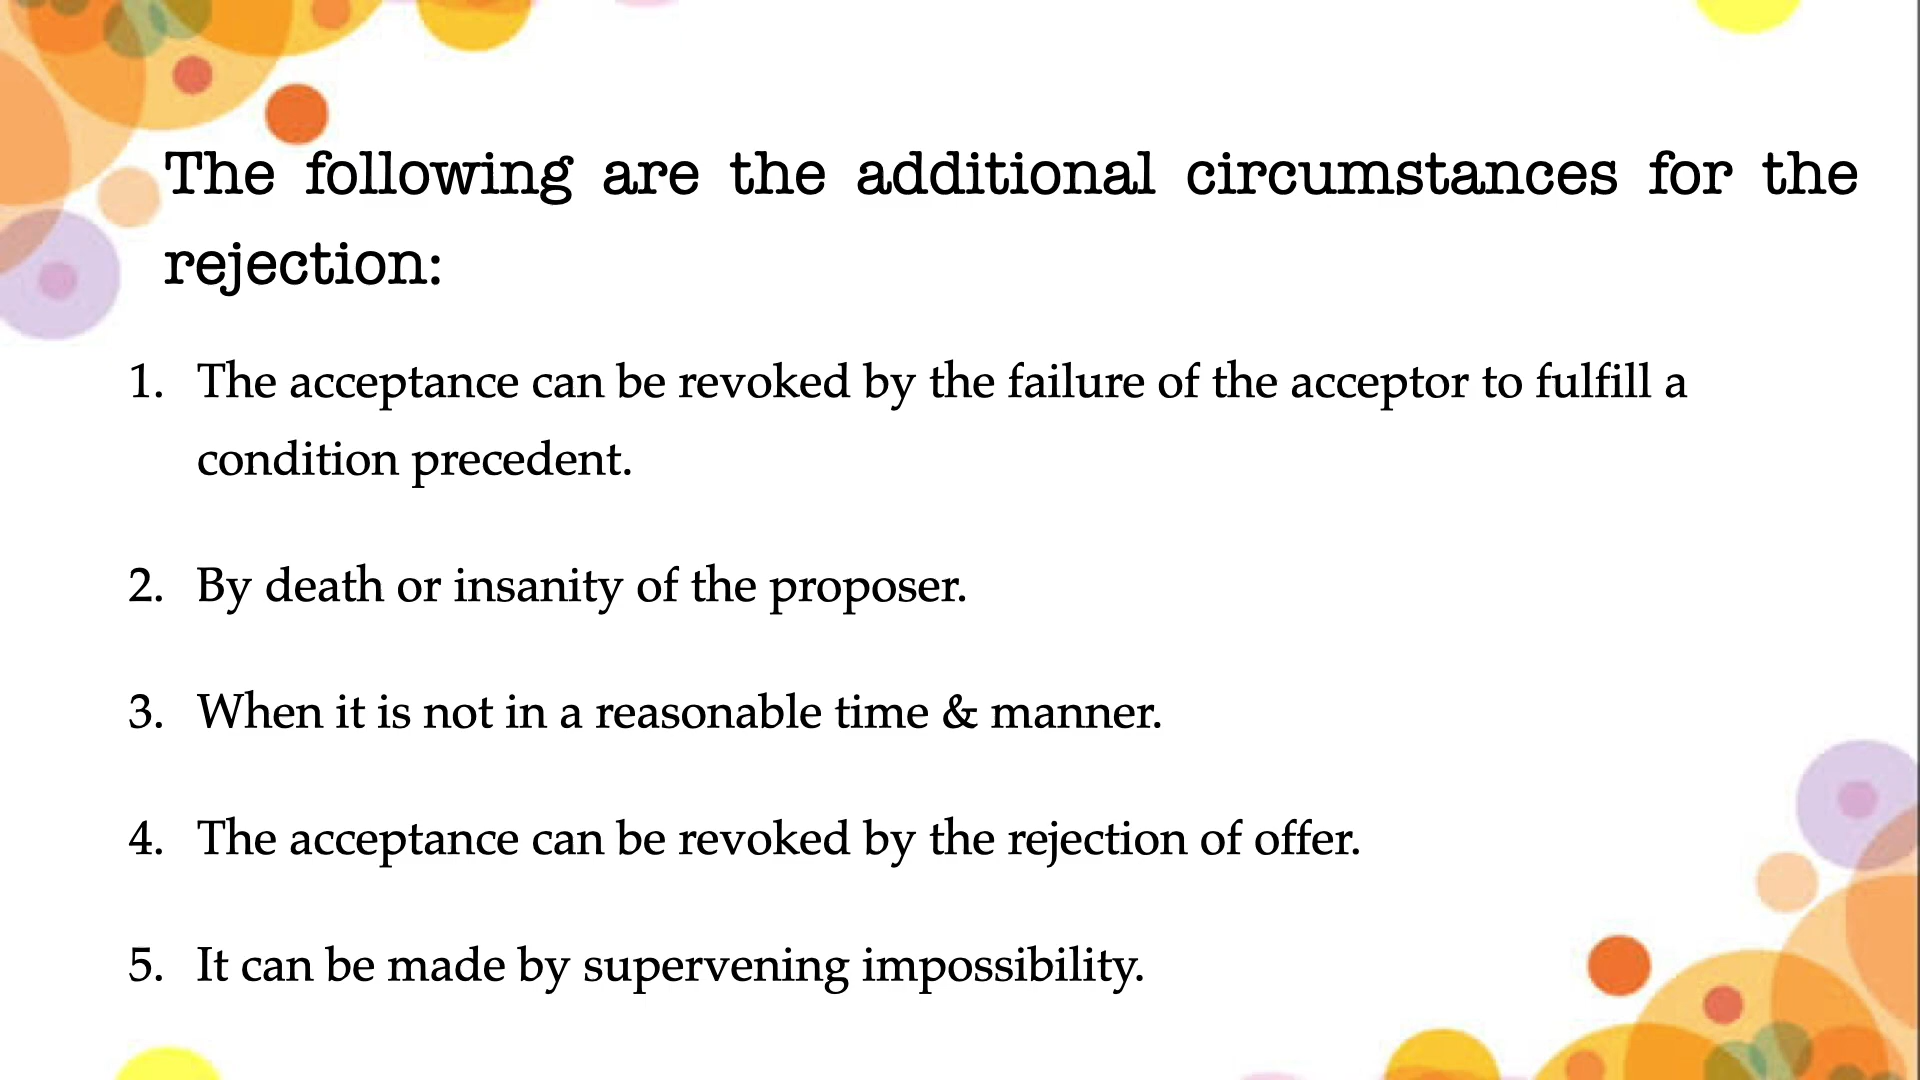 The following are the additional circumstances for the
rejection:
1. The acceptance can be revoked by the failure of the acceptor to fulfill a
condition precedent.
2. By death or insanity of the proposer.
3. When it is not in a reasonable time & manner.
4. The acceptance can be revoked by the rejection of offer.
5. It can be made by supervening impossibility.